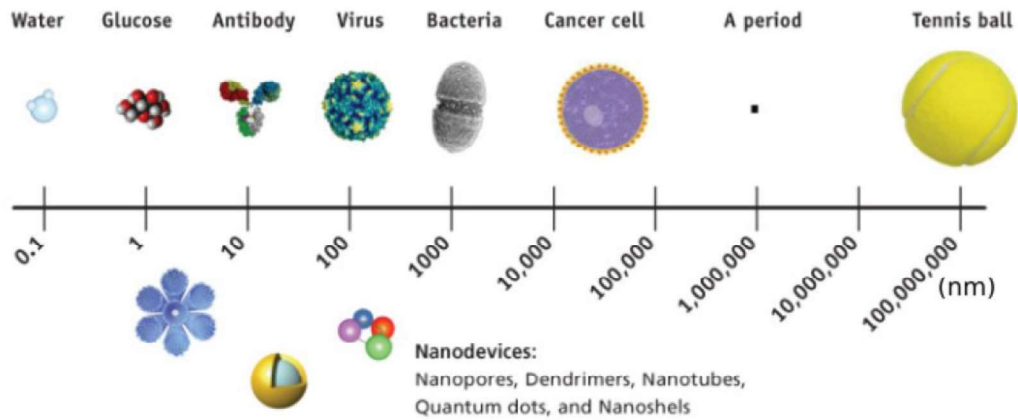 Water Glucose Antibody Virus Bacteria Cancer cell A period Tennis ball
0.1 1 10 100 1000 10,000 100,000 1,000,000 10,000,000 100,000,000 (nm)
Nanodevices:
Nanopores, Dendrimers, Nanotubes,
Quantum dots, and Nanoshels